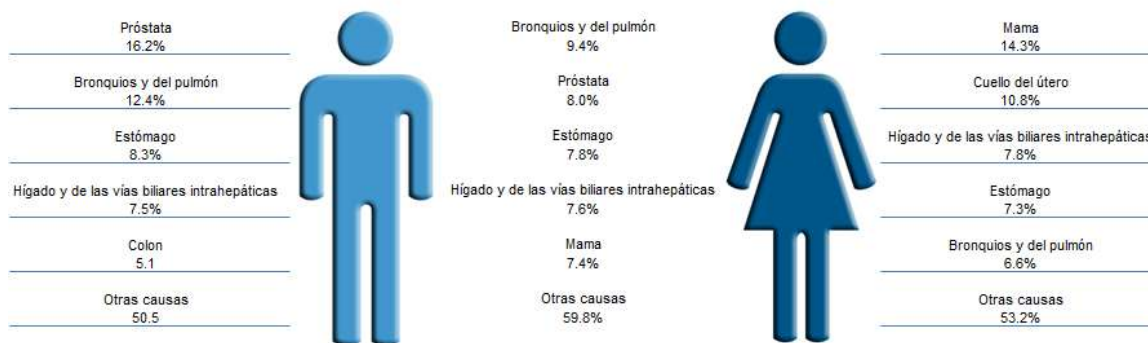 Próstata
16.2%
Bronquios y del pulmón
12.4%
Estómago
8.3%
Hígado y de las vías biliares intrahepáticas
7.5%
Colon
5.1
Otras causas
50.5
Bronquios y del pulmón
9.4%
Próstata
8.0%
Estómago
7.8%
Hígado y de las vías biliares intrahepáticas
7.6%
Mama
7.4%
Otras causas
59.8%
Mama
14.3%
Cuello del útero
10.8%
Hígado y de las vías biliares intrahepáticas
7.8%
Estómago
7.3%
Bronquios y del pulmón
6.6%
Otras causas
53.2%